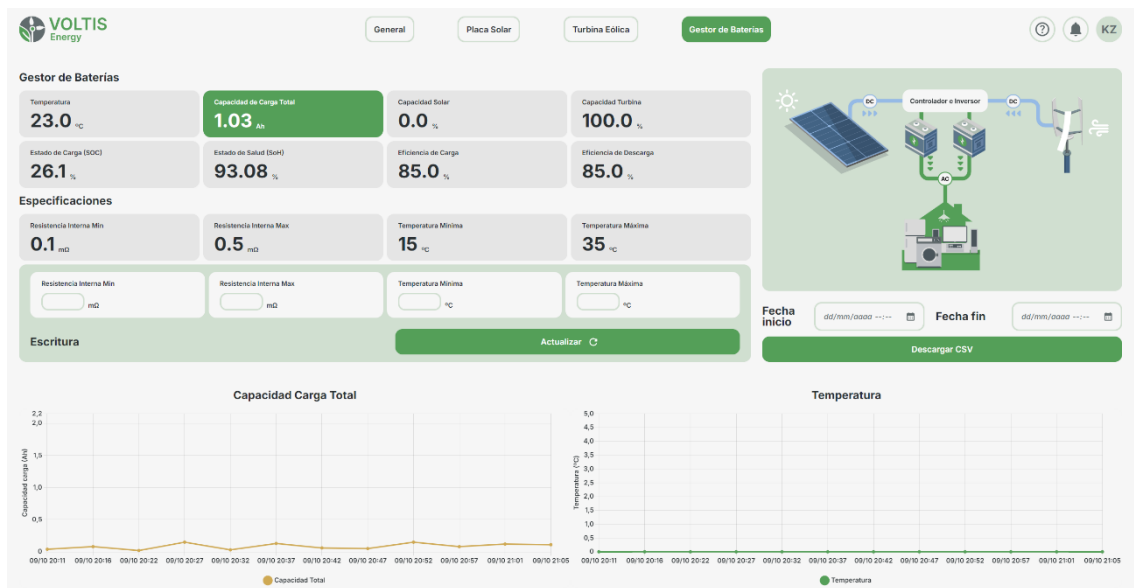 VOLTIS
Energy
General
Placa Solar
Turbina Eólica
Gestor de Baterías
KZ
Gestor de Baterías
Temperatura
23.0 ºC
Capacidad de Carga Total
1.03 Ah
Capacidad Solar
0.0 %
Capacidad Turbina
100.0 %
Estado de Carga (SOC)
26.1 %
Estado de Salud (SoH)
93.08 %
Eficiencia de Carga
85.0 %
Eficiencia de Descarga
85.0 %
Especificaciones
Resistencia Interna Min
0.1 mΩ
Resistencia Interna Max
0.5 mΩ
Temperatura Mínima
15 ºC
Temperatura Máxima
35 ºC
Resistencia Interna Min
mΩ
Resistencia Interna Max
mΩ
Temperatura Mínima
ºC
Temperatura Máxima
ºC
Escritura
Actualizar
DC
Controlador e Inversor
DC
AC
Fecha
inicio
dd/mm/aaaa --:--
Fecha fin
dd/mm/aaaa --:--
Descargar CSV
Capacidad Carga Total
2,2
2,0
1,5
1,0
0,5
0
Capacidad carga (Ah)
09/10 20:11 09/10 20:16 09/10 20:22 09/10 20:27 09/10 20:32 09/10 20:37 09/10 20:42 09/10 20:47 09/10 20:52 09/10 20:57 09/10 21:01 09/10 21:05
Capacidad Total
Temperatura
5,0
4,5
4,0
3,5
3,0
2,5
2,0
1,5
1,0
0,5
0
Temperatura (ºC)
09/10 20:11 09/10 20:16 09/10 20:22 09/10 20:27 09/10 20:32 09/10 20:37 09/10 20:42 09/10 20:47 09/10 20:52 09/10 20:57 09/10 21:01 09/10 21:05
Temperatura